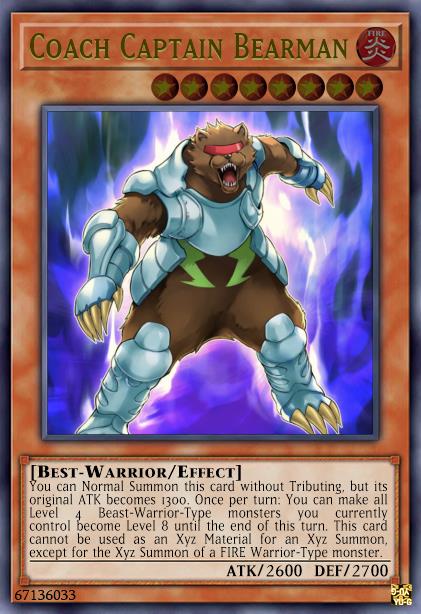 Coach Captain Bearman
FIRE
炎
[Best-Warrior/Effect]
You can Normal Summon this card without Tributing, but its
original ATK becomes 1300. Once per turn: You can make all
Level 4 Beast-Warrior-Type monsters you currently
control become Level 8 until the end of this turn. This card
cannot be used as an Xyz Material for an Xyz Summon,
except for the Xyz Summon of a FIRE Warrior-Type monster.
ATK/2600 DEF/2700
67136033